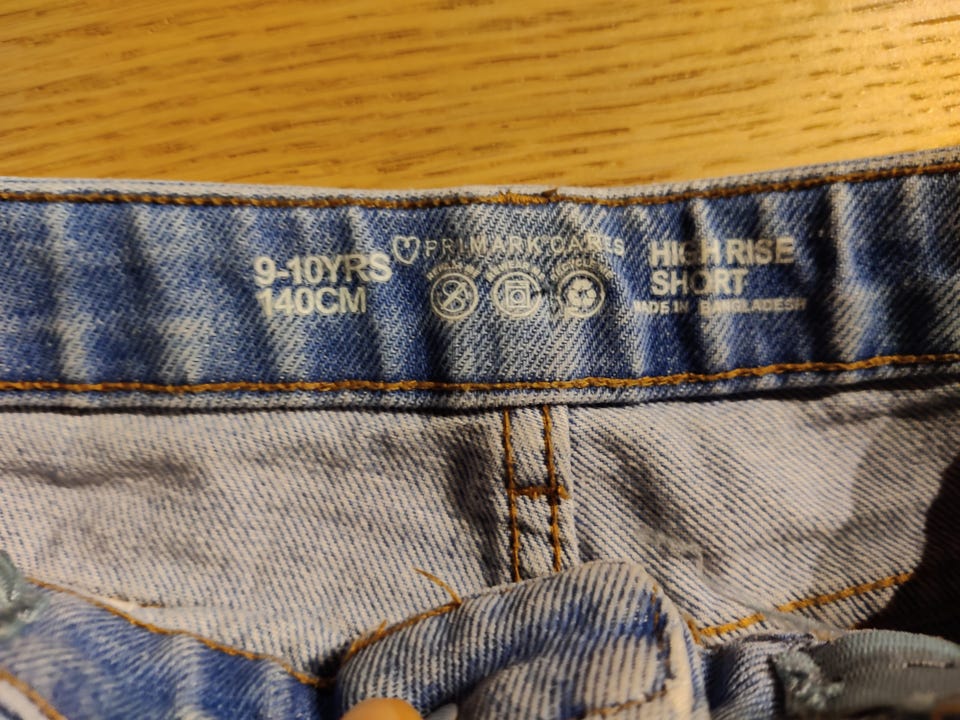 9-10YRS
140CM
PRIMARK CARES
HIGH RISE
SHORT
MADE IN BANGLADESH